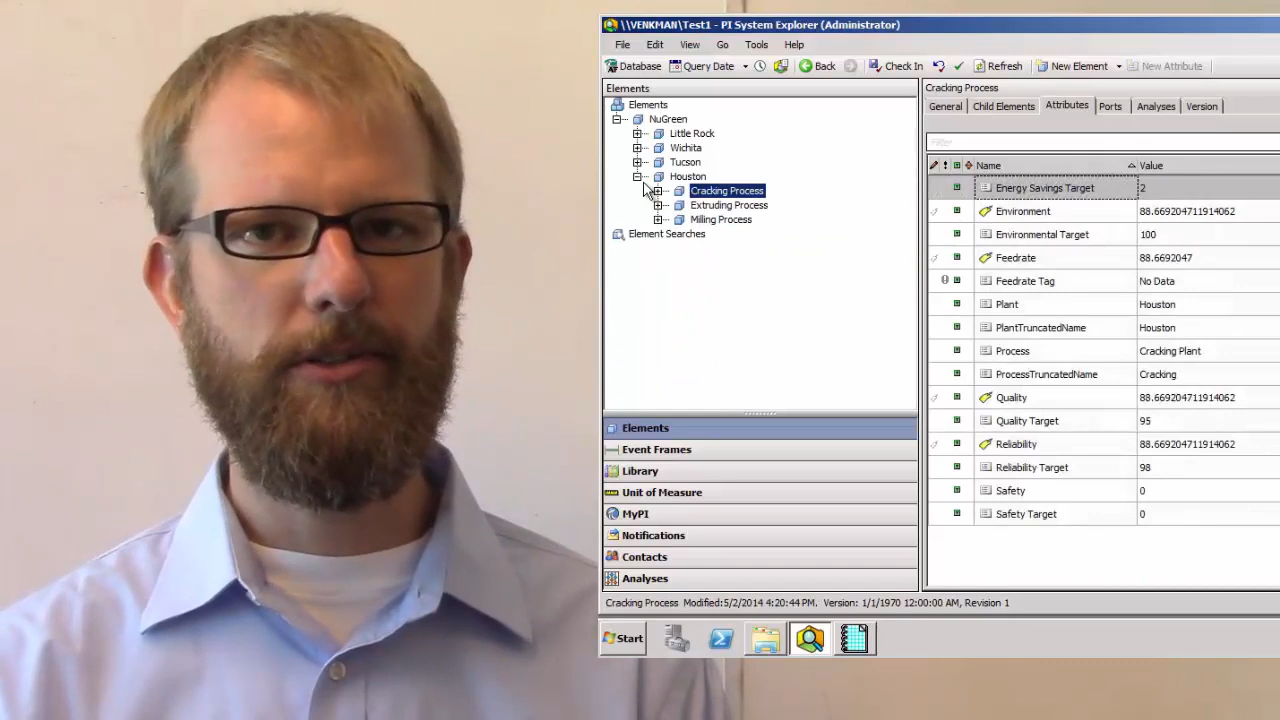 \\VENKMAN\Test1 - PI System Explorer (Administrator)
File Edit View Go Tools Help
Database Query Date Back Check In Refresh New Element New Attribute
Elements
Elements
NuGreen
Little Rock
Wichita
Tucson
Houston
Cracking Process
Extruding Process
Milling Process
Element Searches
Elements
Event Frames
Library
Unit of Measure
MyPI
Notifications
Contacts
Analyses
Cracking Process
General Child Elements Attributes Ports Analyses Version
Filter
Name Value
Energy Savings Target 2
Environment 88.669204711914062
Environmental Target 100
Feedrate 88.6692047
Feedrate Tag No Data
Plant Houston
PlantTruncatedName Houston
Process Cracking Plant
ProcessTruncatedName Cracking
Quality 88.669204711914062
Quality Target 95
Reliability 88.669204711914062
Reliability Target 98
Safety 0
Safety Target 0
Cracking Process Modified:5/2/2014 4:20:44 PM, Version: 1/1/1970 12:00:00 AM, Revision 1
Start